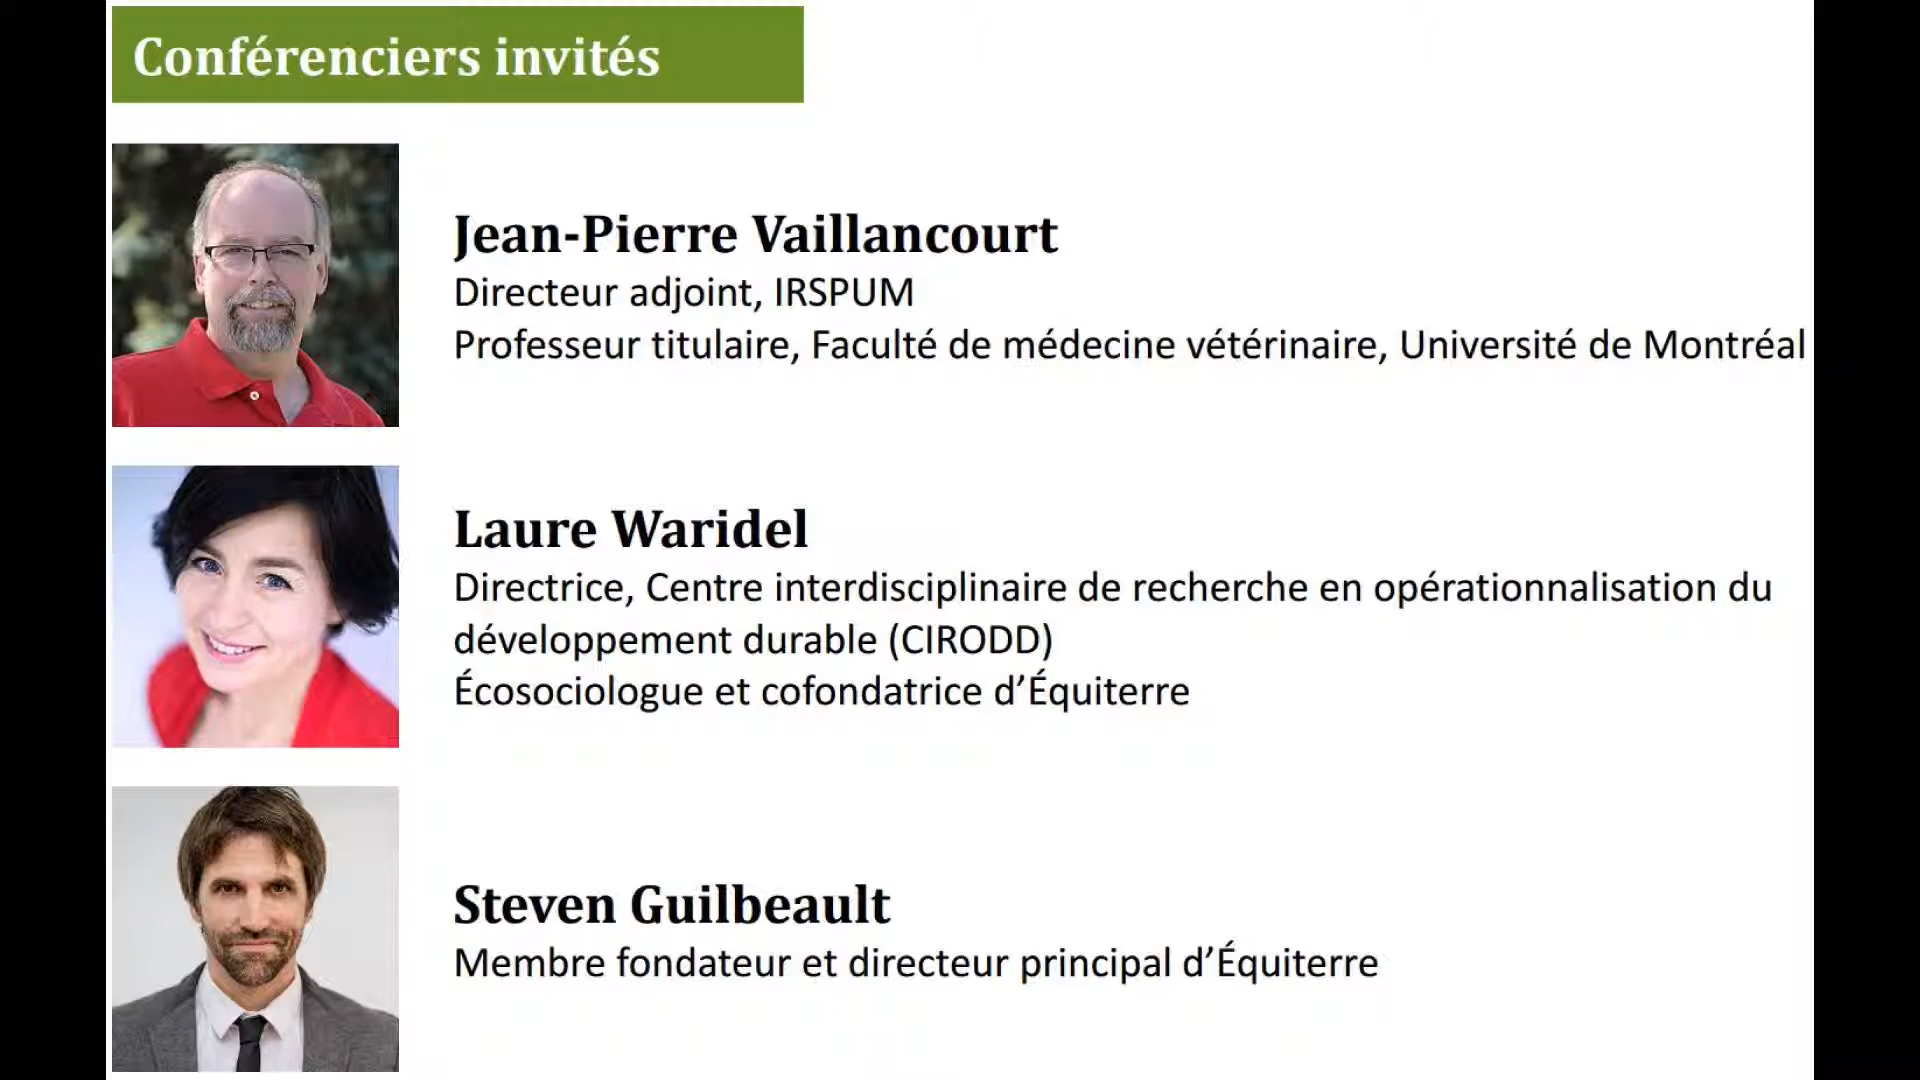 Conférenciers invités
Jean-Pierre Vaillancourt
Directeur adjoint, IRSPUM
Professeur titulaire, Faculté de médecine vétérinaire, Université de Montréal
Laure Waridel
Directrice, Centre interdisciplinaire de recherche en opérationnalisation du
développement durable (CIRODD)
Écosociologue et cofondatrice d’Équiterre
Steven Guilbeault
Membre fondateur et directeur principal d’Équiterre